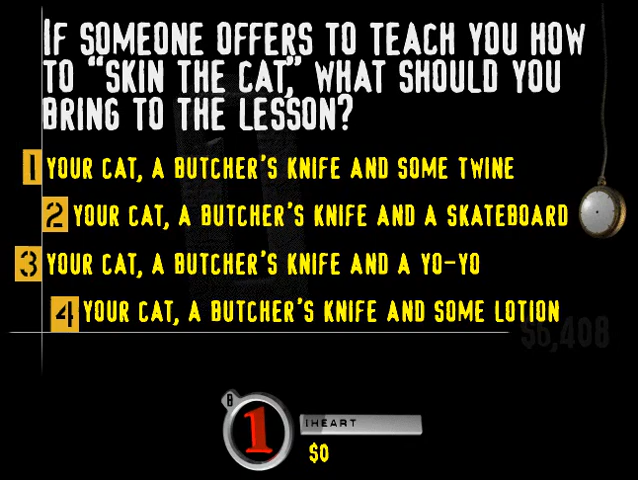 IF SOMEONE OFFERS TO TEACH YOU HOW
TO "SKIN THE CAT," WHAT SHOULD YOU
BRING TO THE LESSON?
1 YOUR CAT, A BUTCHER'S KNIFE AND SOME TWINE
2 YOUR CAT, A BUTCHER'S KNIFE AND A SKATEBOARD
3 YOUR CAT, A BUTCHER'S KNIFE AND A YO-YO
4 YOUR CAT, A BUTCHER'S KNIFE AND SOME LOTION
$6,408
B
1 IHEART
$0